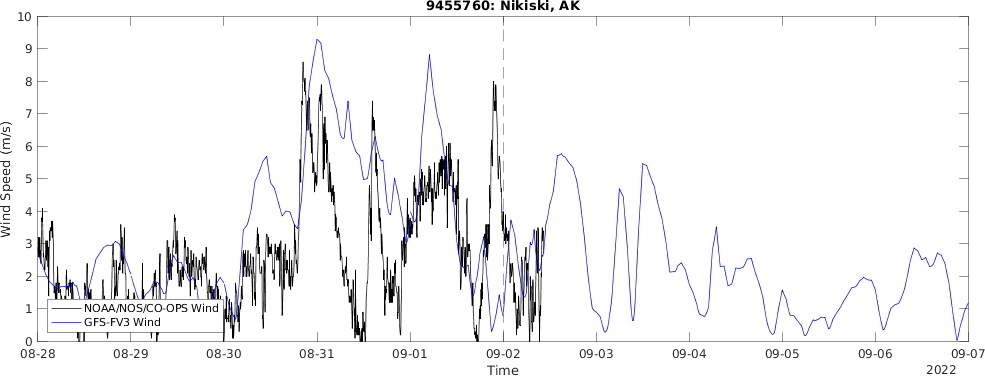 9455760: Nikiski, AK
Wind Speed (m/s)
10
9
8
7
6
5
4
3
2
1
0
NOAA/NOS/CO-OPS Wind
GFS-FV3 Wind
08-28 08-29 08-30 08-31 09-01 09-02 09-03 09-04 09-05 09-06 09-07
Time
2022